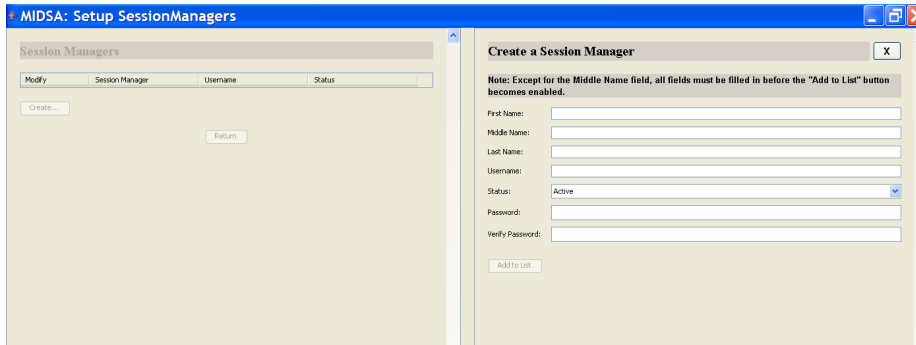 MIDSA: Setup SessionManagers
Session Managers
Modify Session Manager Username Status
Create...
Return
Create a Session Manager X
Note: Except for the Middle Name field, all fields must be filled in before the "Add to List" button
becomes enabled.
First Name:
Middle Name:
Last Name:
Username:
Status: Active
Password:
Verify Password:
Add to List